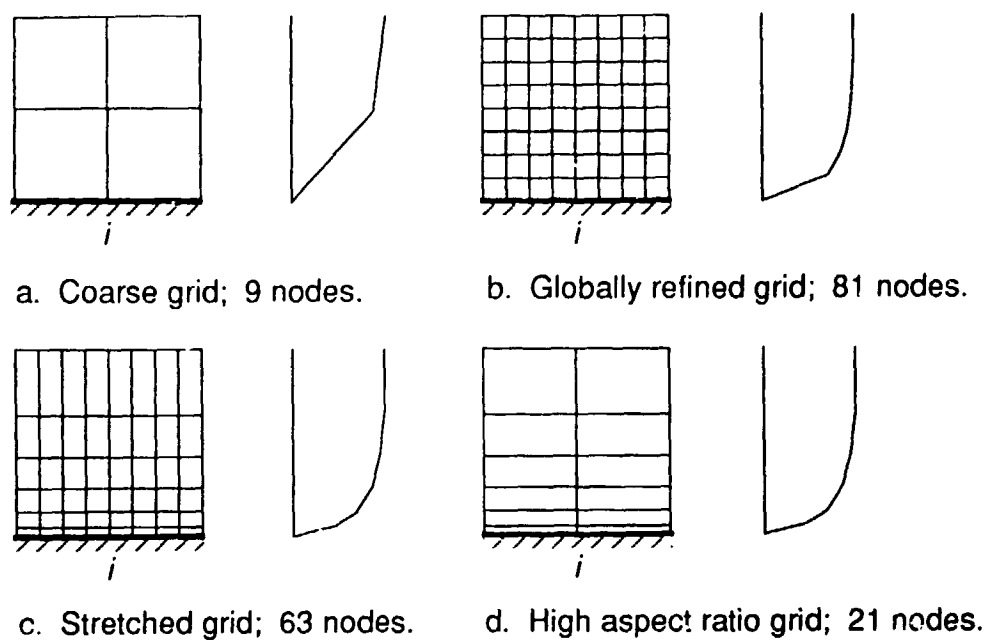 i
i
a. Coarse grid; 9 nodes.
b. Globally refined grid; 81 nodes.
i
i
c. Stretched grid; 63 nodes.
d. High aspect ratio grid; 21 nodes.